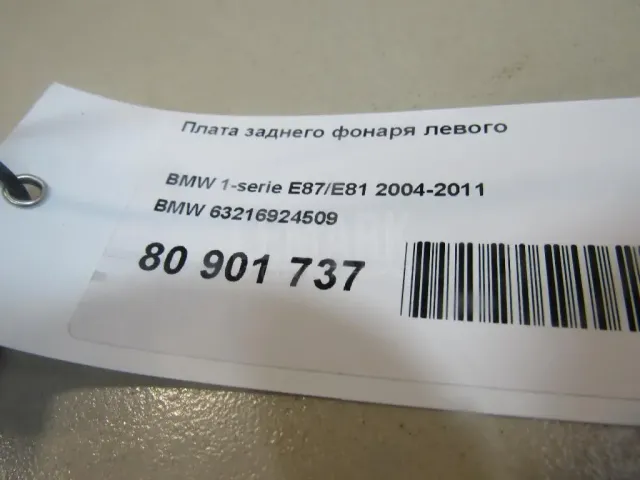 Плата заднего фонаря левого
BMW 1-serie E87/E81 2004-2011
BMW 63216924509
80 901 737